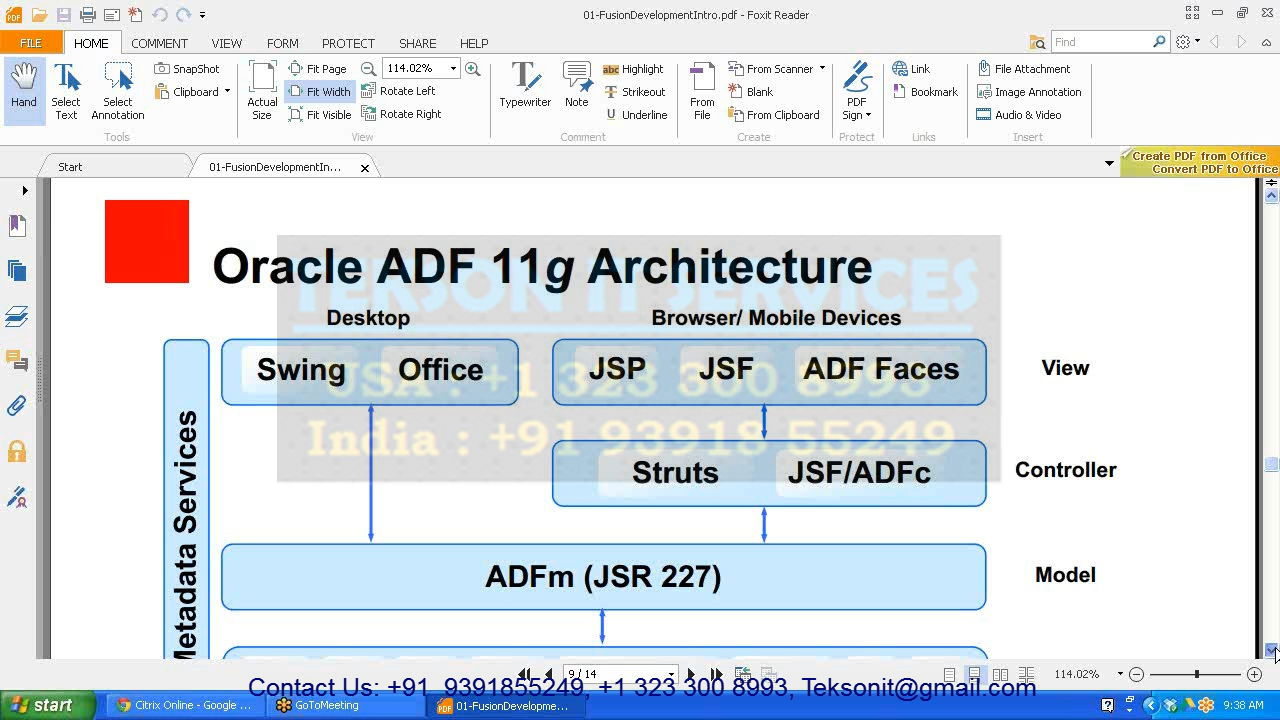 01-FusionDevelopmentIntro.pdf - Foxit Reader
FILE HOME COMMENT VIEW FORM PROTECT SHARE HELP
Find
Hand
Select Text
Select Annotation
SnapShot
Clipboard
Tools
Actual Size
Fit Page
Fit Width
Fit Visible
114.02%
Rotate Left
Rotate Right
View
Typewriter
Note
Highlight
Strikeout
Underline
Comment
From File
From Scanner
Blank
From Clipboard
Create
PDF Sign
Protect
Link
Bookmark
Links
File Attachment
Image Annotation
Audio & Video
Insert
Start
01-FusionDevelopmentIn...
Create PDF from Office
Convert PDF to Office
Oracle ADF 11g Architecture
TEKSON IT SERVICES
Desktop
Browser/ Mobile Devices
Swing Office
JSP JSF ADF Faces
View
USA : +1 323 300 8993
India : +91 93918 55249
Struts JSF/ADFc
Controller
Metadata Services
ADFm (JSR 227)
Model
9 / 14
114.02%
Contact Us: +91 9391855249, +1 323 300 8993, Teksonit@gmail.com
start
Citrix Online - Google ...
GoToMeeting
01-FusionDevelopme...
9:38 AM